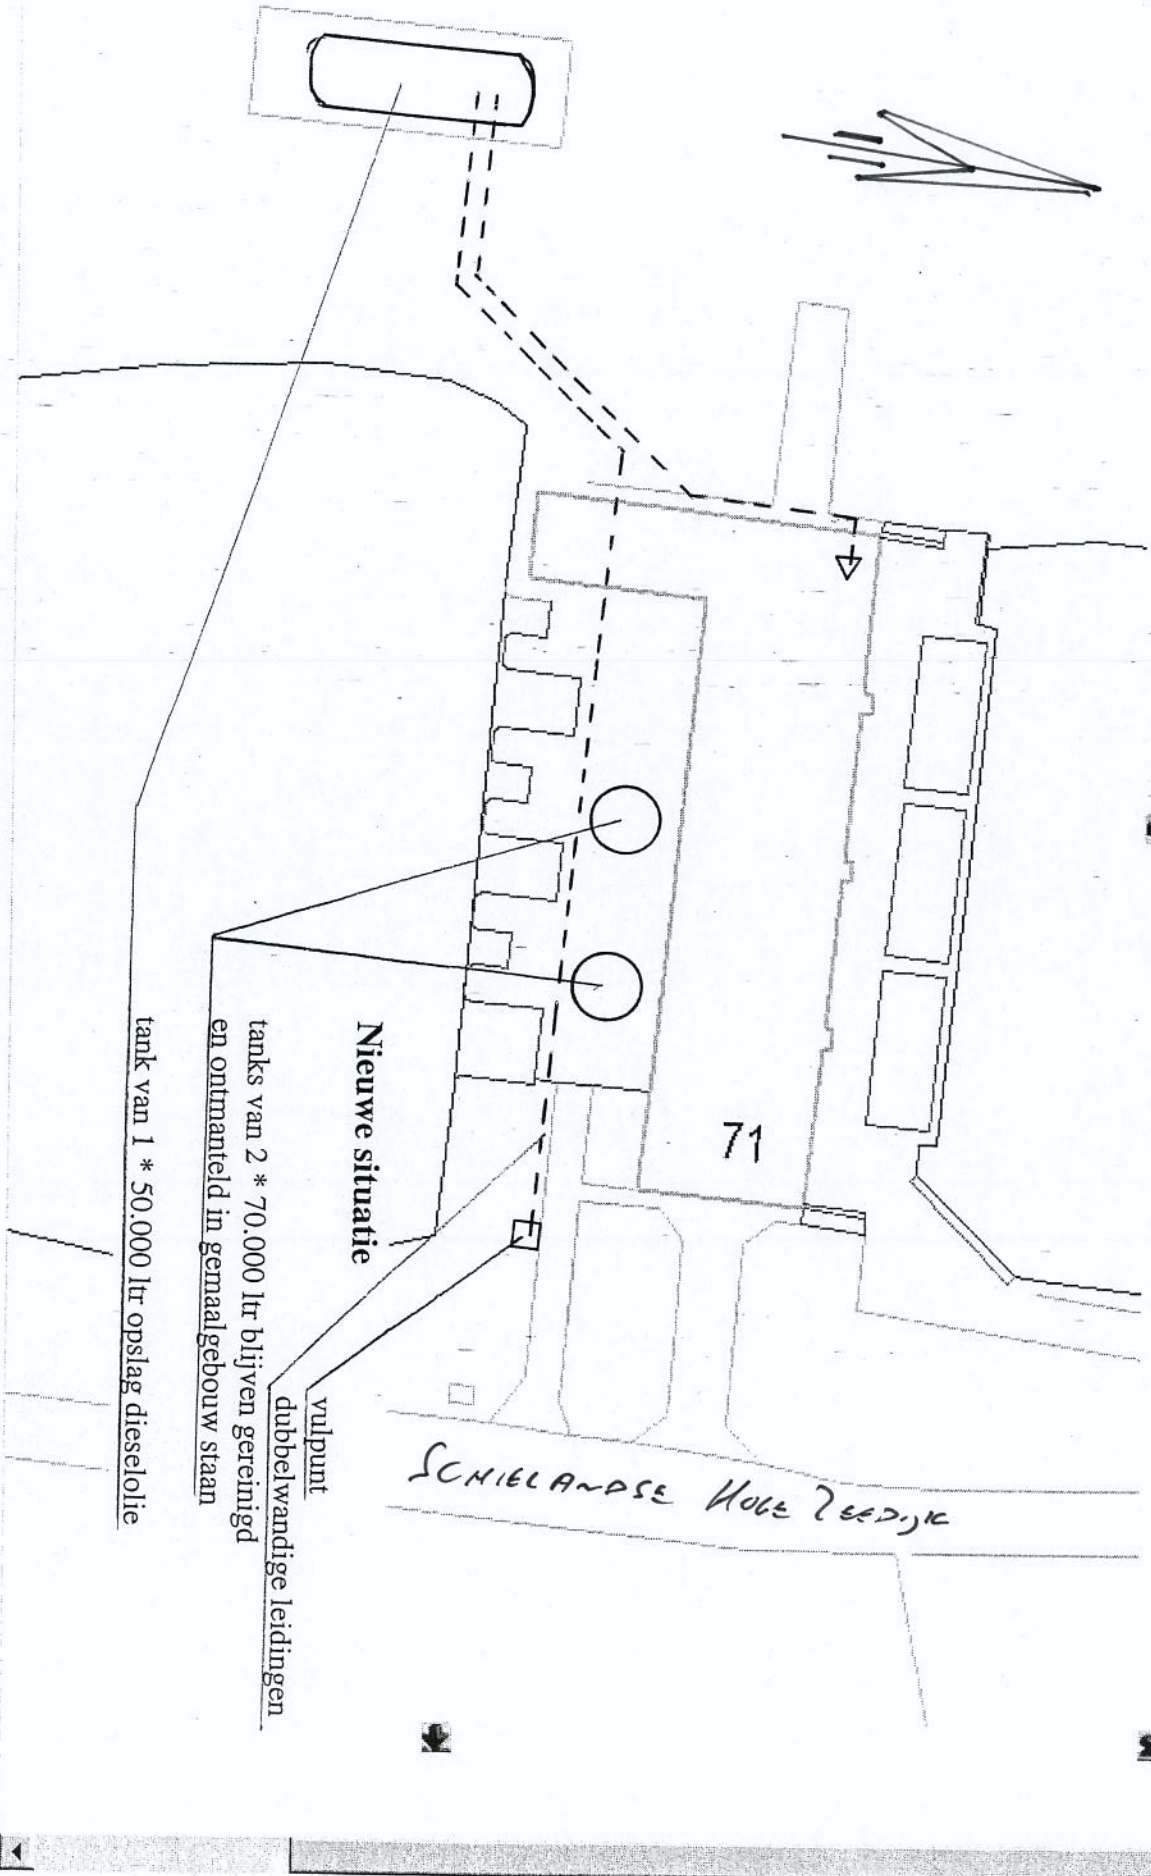 71
SCHIELANDSE HOGE ZEEDIJK
Nieuwe situatie
vulpunt
dubbelwandige leidingen
tanks van 2 * 70.000 ltr blijven gereinigd
en ontmanteld in gemaalgebouw staan
tank van 1 * 50.000 ltr opslag dieselolie